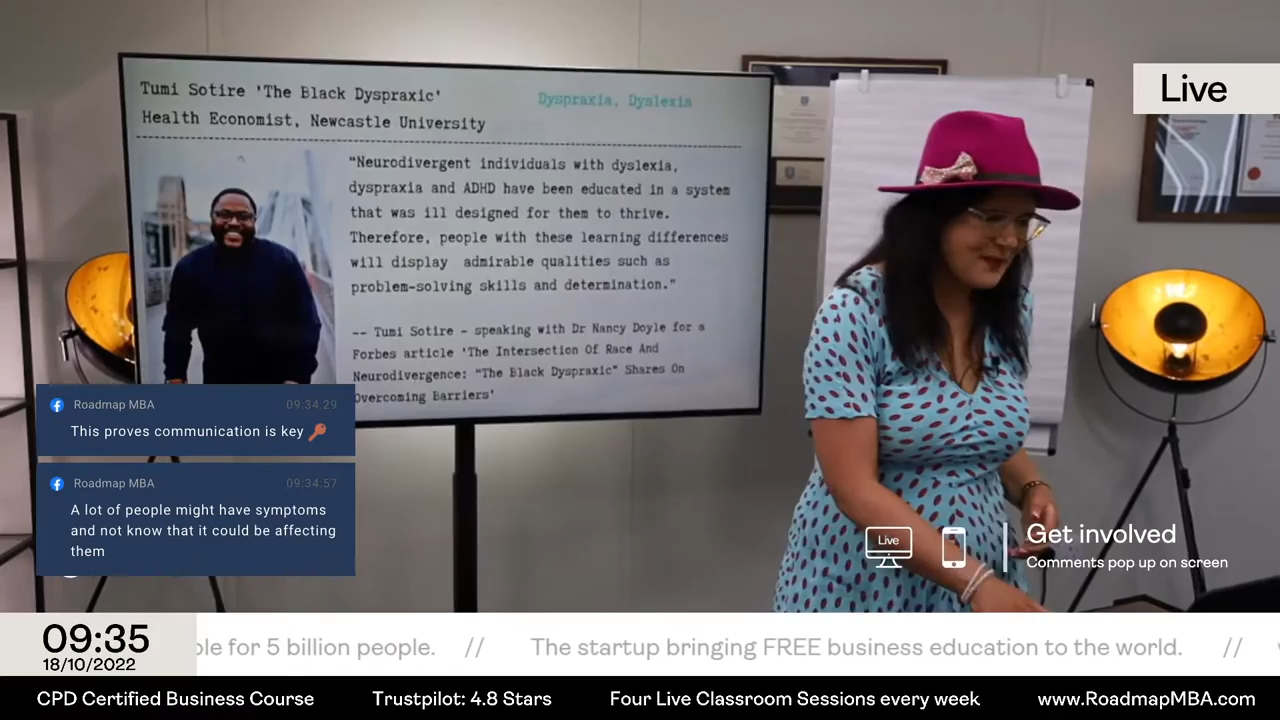 Tumi Sotire 'The Black Dyspraxic'
Dyspraxia, Dyslexia
Health Economist, Newcastle University
"Neurodivergent individuals with dyslexia,
dyspraxia and ADHD have been educated in a system
that was ill designed for them to thrive.
Therefore, people with these learning differences
will display admirable qualities such as
problem-solving skills and determination."
-- Tumi Sotire - speaking with Dr Nancy Doyle for a
Forbes article 'The Intersection Of Race And
Neurodivergence: "The Black Dyspraxic" Shares On
Overcoming Barriers'
Live
Roadmap MBA 09:34:29
This proves communication is key
Roadmap MBA 09:34:57
A lot of people might have symptoms
and not know that it could be affecting
them
Live
Get involved
Comments pop up on screen
09:35
18/10/2022
ble for 5 billion people. // The startup bringing FREE business education to the world. //
CPD Certified Business Course Trustpilot: 4.8 Stars Four Live Classroom Sessions every week www.RoadmapMBA.com